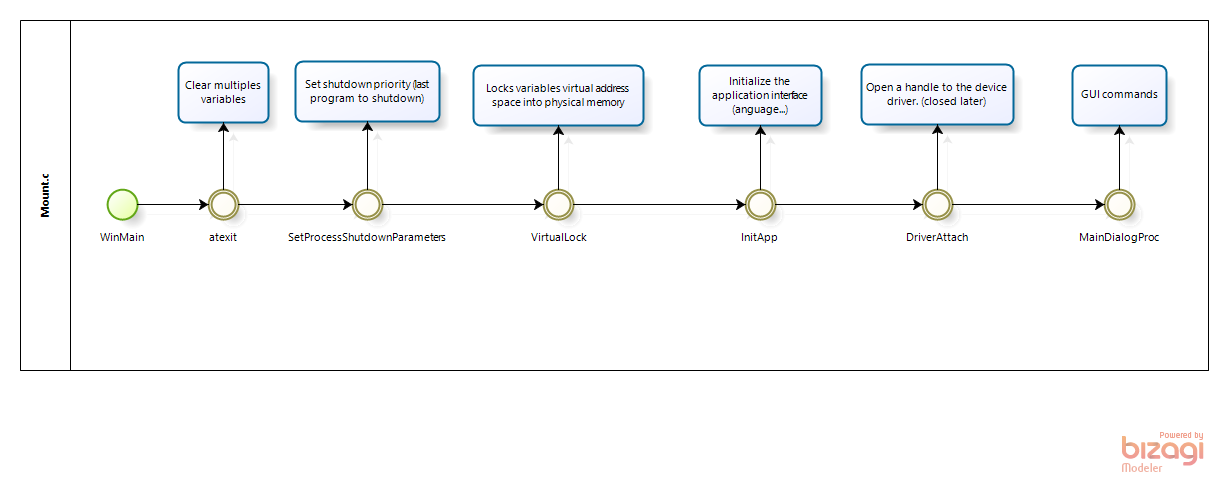 Mount.c
Clear multiples
variables
Set shutdown priority (last
program to shutdown)
Locks variables virtual address
space into physical memory
Initialize the
application interface
(anguage...)
Open a handle to the device
driver. (closed later)
GUI commands
WinMain
atexit
SetProcessShutdownParameters
VirtualLock
InitApp
DriverAttach
MainDialogProc
Powered by
bizagi
Modeler